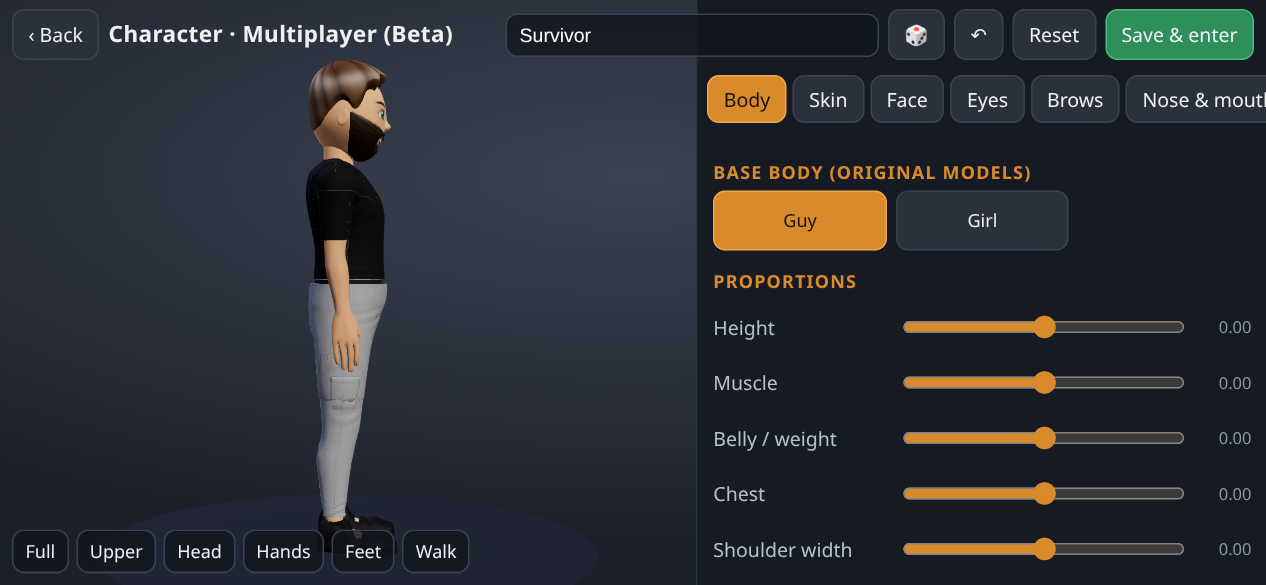 ‹ Back
Character · Multiplayer (Beta)
Survivor
Reset
Save & enter
Body
Skin
Face
Eyes
Brows
Nose & mouth
BASE BODY (ORIGINAL MODELS)
Guy
Girl
PROPORTIONS
Height 0.00
Muscle 0.00
Belly / weight 0.00
Chest 0.00
Shoulder width 0.00
Full
Upper
Head
Hands
Feet
Walk